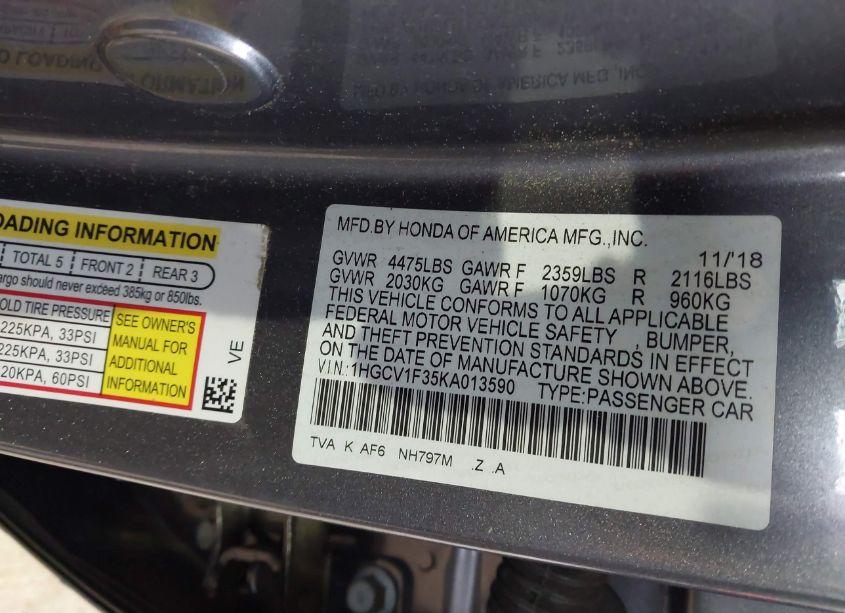 OADING INFORMATION
TOTAL 5 FRONT 2 REAR 3
argo should never exceed 385kg or 850lbs.
OLD TIRE PRESSURE
225KPA, 33PSI
225KPA, 33PSI
20KPA, 60PSI
SEE OWNER'S
MANUAL FOR
ADDITIONAL
INFORMATION
VE
MFD.BY HONDA OF AMERICA MFG.,INC.
11/'18
GVWR 4475LBS GAWR F 2359LBS R 2116LBS
GVWR 2030KG GAWR F 1070KG R 960KG
THIS VEHICLE CONFORMS TO ALL APPLICABLE
FEDERAL MOTOR VEHICLE SAFETY , BUMPER,
AND THEFT PREVENTION STANDARDS IN EFFECT
ON THE DATE OF MANUFACTURE SHOWN ABOVE.
V.I.N.:1HGCV1F35KA013590 TYPE:PASSENGER CAR
TVA K AF6 NH797M .Z .A